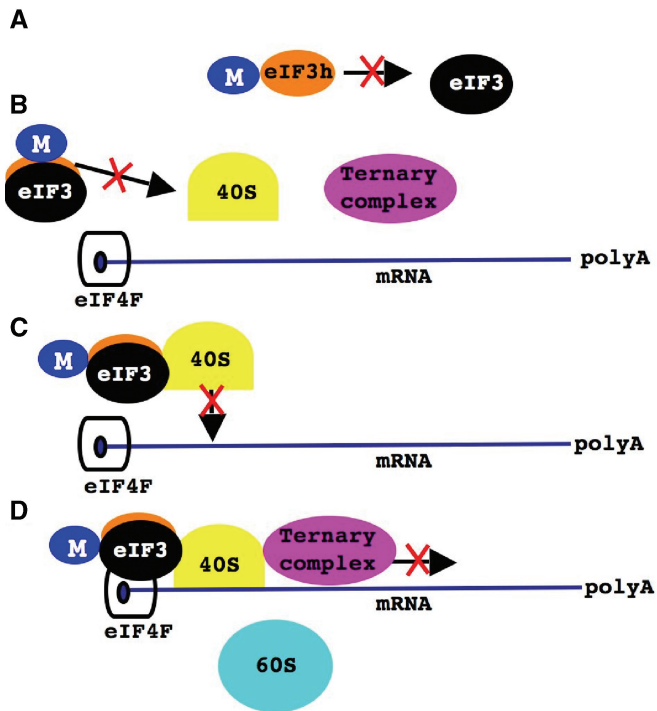 A
M eIF3h eIF3
B
M
eIF3 40S Ternary
complex
polyA
mRNA
eIF4F
C
M eIF3 40S
polyA
mRNA
eIF4F
D
M eIF3 40S Ternary
complex
polyA
mRNA
eIF4F
60S